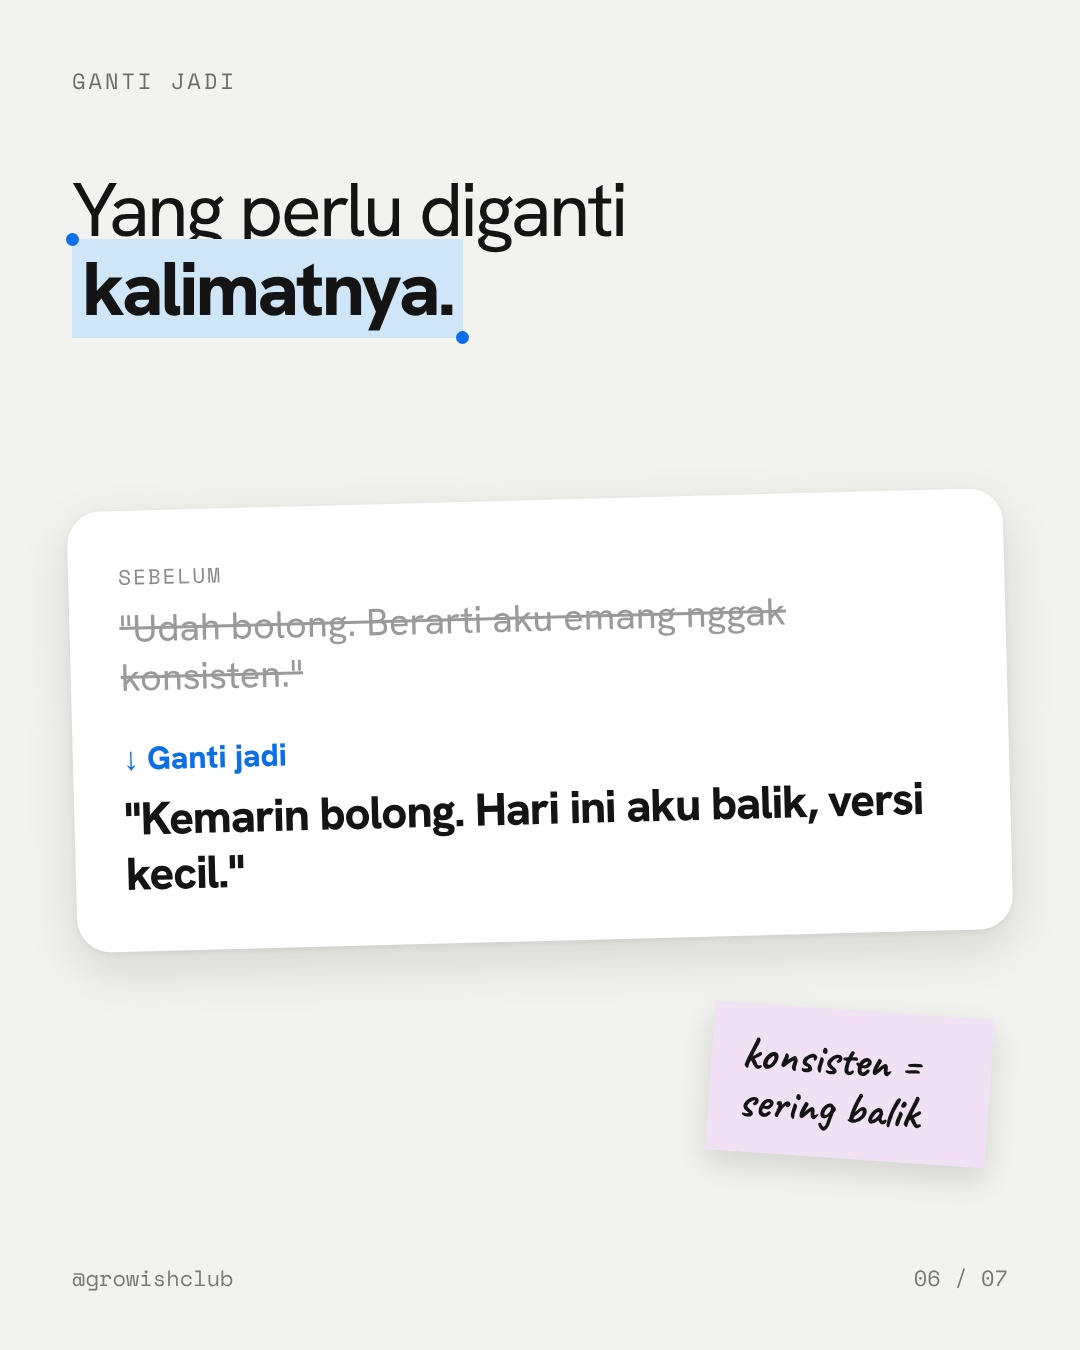 GANTI JADI
Yang perlu diganti
kalimatnya.
SEBELUM
"Udah bolong. Berarti aku emang nggak
konsisten."
↓ Ganti jadi
"Kemarin bolong. Hari ini aku balik, versi
kecil."
konsisten =
sering balik
@growishclub
06 / 07